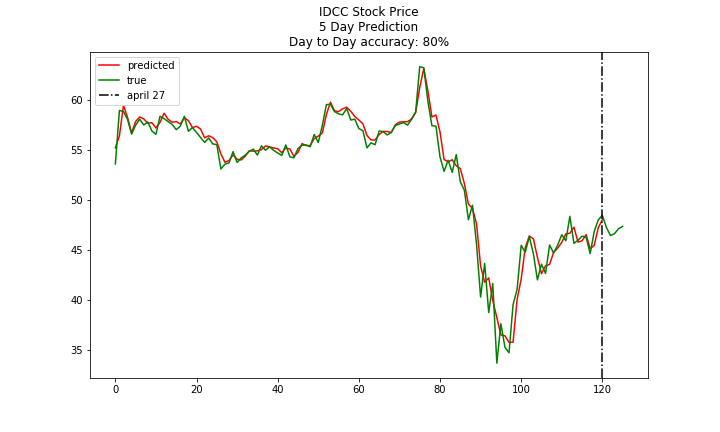 IDCC Stock Price
5 Day Prediction
Day to Day accuracy: 80%
predicted
true
april 27
60
55
50
45
40
35
0
20
40
60
80
100
120